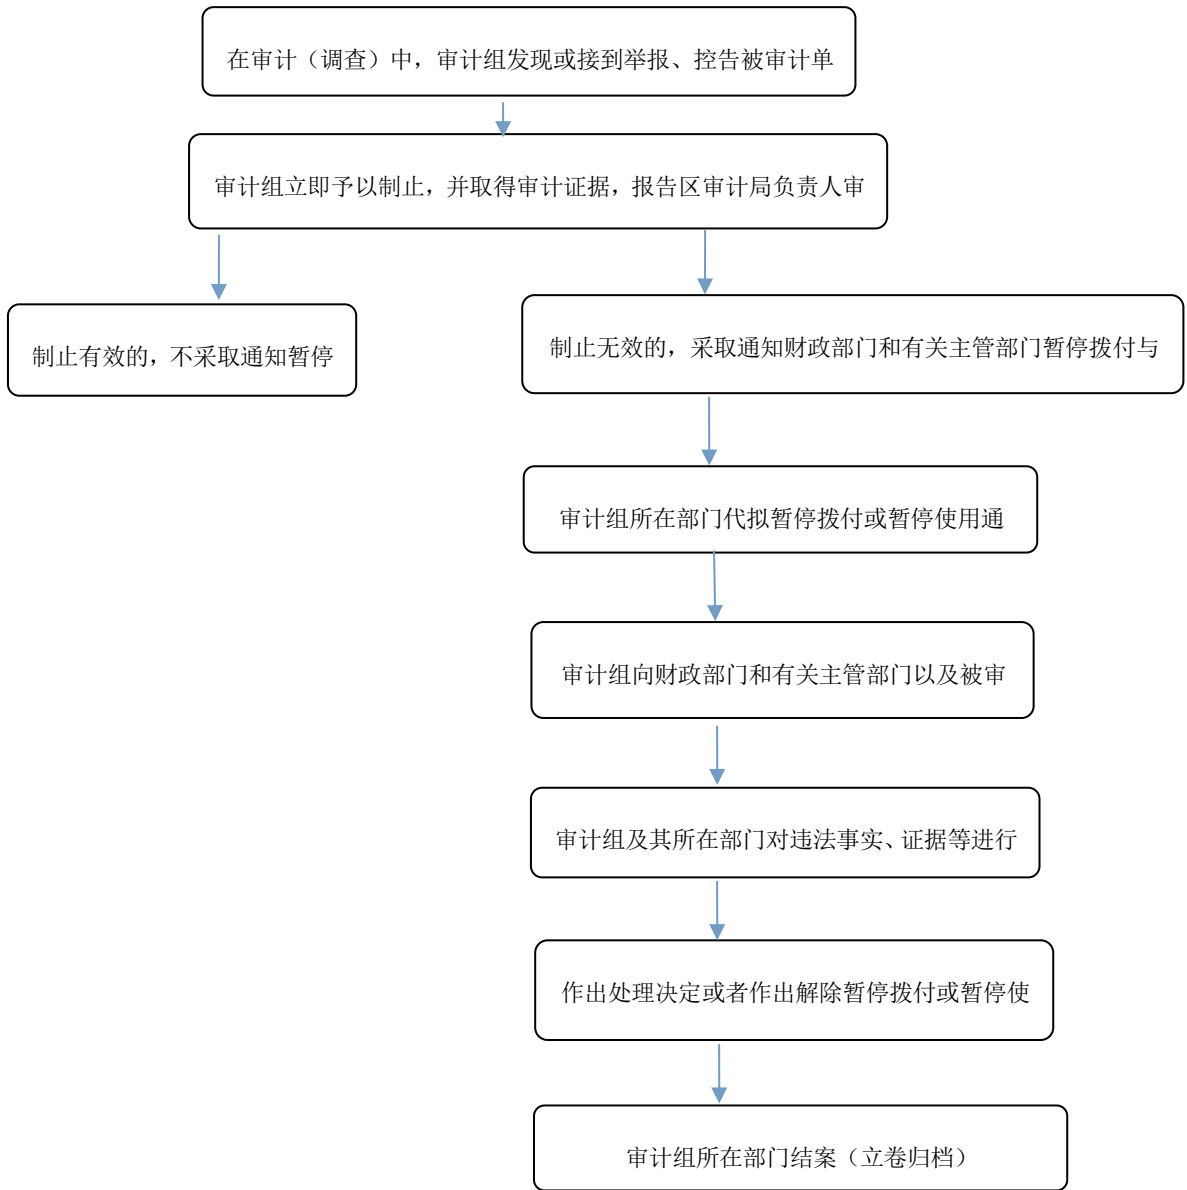 在审计（调查）中，审计组发现或接到举报、控告被审计单
审计组立即予以制止，并取得审计证据，报告区审计局负责人审
制止有效的，不采取通知暂停
制止无效的，采取通知财政部门和有关主管部门暂停拨付与
审计组所在部门代拟暂停拨付或暂停使用通
审计组向财政部门和有关主管部门以及被审
审计组及其所在部门对违法事实、证据等进行
作出处理决定或者作出解除暂停拨付或暂停使
审计组所在部门结案（立卷归档）